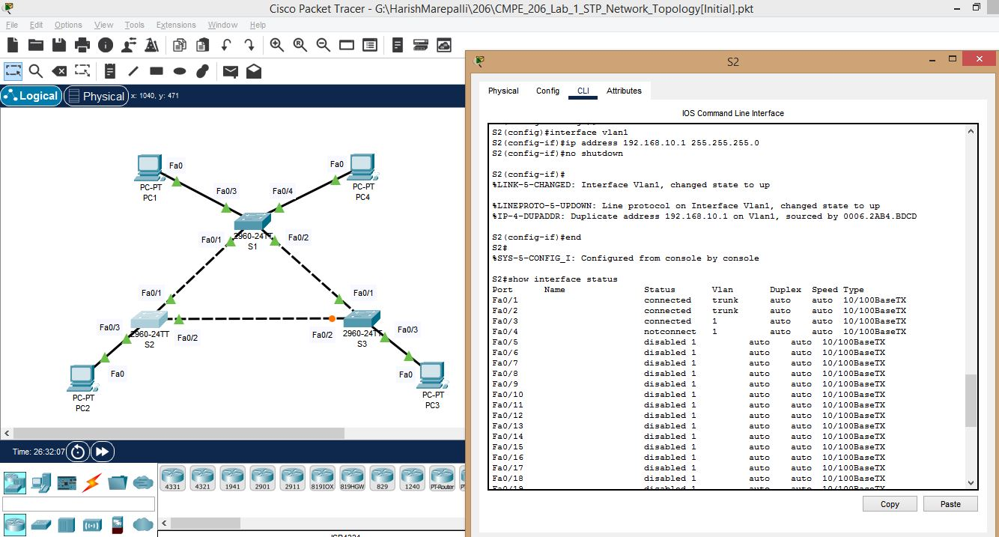 Cisco Packet Tracer - G:\HarishMarepalli\206\CMPE_206_Lab_1_STP_Network_Topology[Initial].pkt
File Edit Options View Tools Extensions Window Help
Logical Physical x: 1040, y: 471
Fa0
PC-PT
PC1
Fa0
PC-PT
PC4
Fa0/3
Fa0/4
2960-24TT
S1
Fa0/1
Fa0/2
Fa0/1
Fa0/1
2960-24TT
S2
Fa0/3
Fa0/2
Fa0/2
2960-24TT
S3
Fa0/3
Fa0
PC-PT
PC2
Fa0
PC-PT
PC3
Time: 26:32:07
4331 4321 1941 2901 2911 819IOX 819HGW 829 1240 PT-Router
S2
Physical Config CLI Attributes
IOS Command Line Interface
S2(config)#interface vlan1
S2(config-if)#ip address 192.168.10.1 255.255.255.0
S2(config-if)#no shutdown
S2(config-if)#
%LINK-5-CHANGED: Interface Vlan1, changed state to up
%LINEPROTO-5-UPDOWN: Line protocol on Interface Vlan1, changed state to up
%IP-4-DUPADDR: Duplicate address 192.168.10.1 on Vlan1, sourced by 0006.2AB4.BDCD
S2(config-if)#end
S2#
%SYS-5-CONFIG_I: Configured from console by console
S2#show interface status
Port Name Status Vlan Duplex Speed Type
Fa0/1 connected trunk auto auto 10/100BaseTX
Fa0/2 connected trunk auto auto 10/100BaseTX
Fa0/3 connected 1 auto auto 10/100BaseTX
Fa0/4 notconnect 1 auto auto 10/100BaseTX
Fa0/5 disabled 1 auto auto 10/100BaseTX
Fa0/6 disabled 1 auto auto 10/100BaseTX
Fa0/7 disabled 1 auto auto 10/100BaseTX
Fa0/8 disabled 1 auto auto 10/100BaseTX
Fa0/9 disabled 1 auto auto 10/100BaseTX
Fa0/10 disabled 1 auto auto 10/100BaseTX
Fa0/11 disabled 1 auto auto 10/100BaseTX
Fa0/12 disabled 1 auto auto 10/100BaseTX
Fa0/13 disabled 1 auto auto 10/100BaseTX
Fa0/14 disabled 1 auto auto 10/100BaseTX
Fa0/15 disabled 1 auto auto 10/100BaseTX
Fa0/16 disabled 1 auto auto 10/100BaseTX
Fa0/17 disabled 1 auto auto 10/100BaseTX
Fa0/18 disabled 1 auto auto 10/100BaseTX
Fa0/19 disabled 1 auto auto 10/100BaseTX
Copy Paste